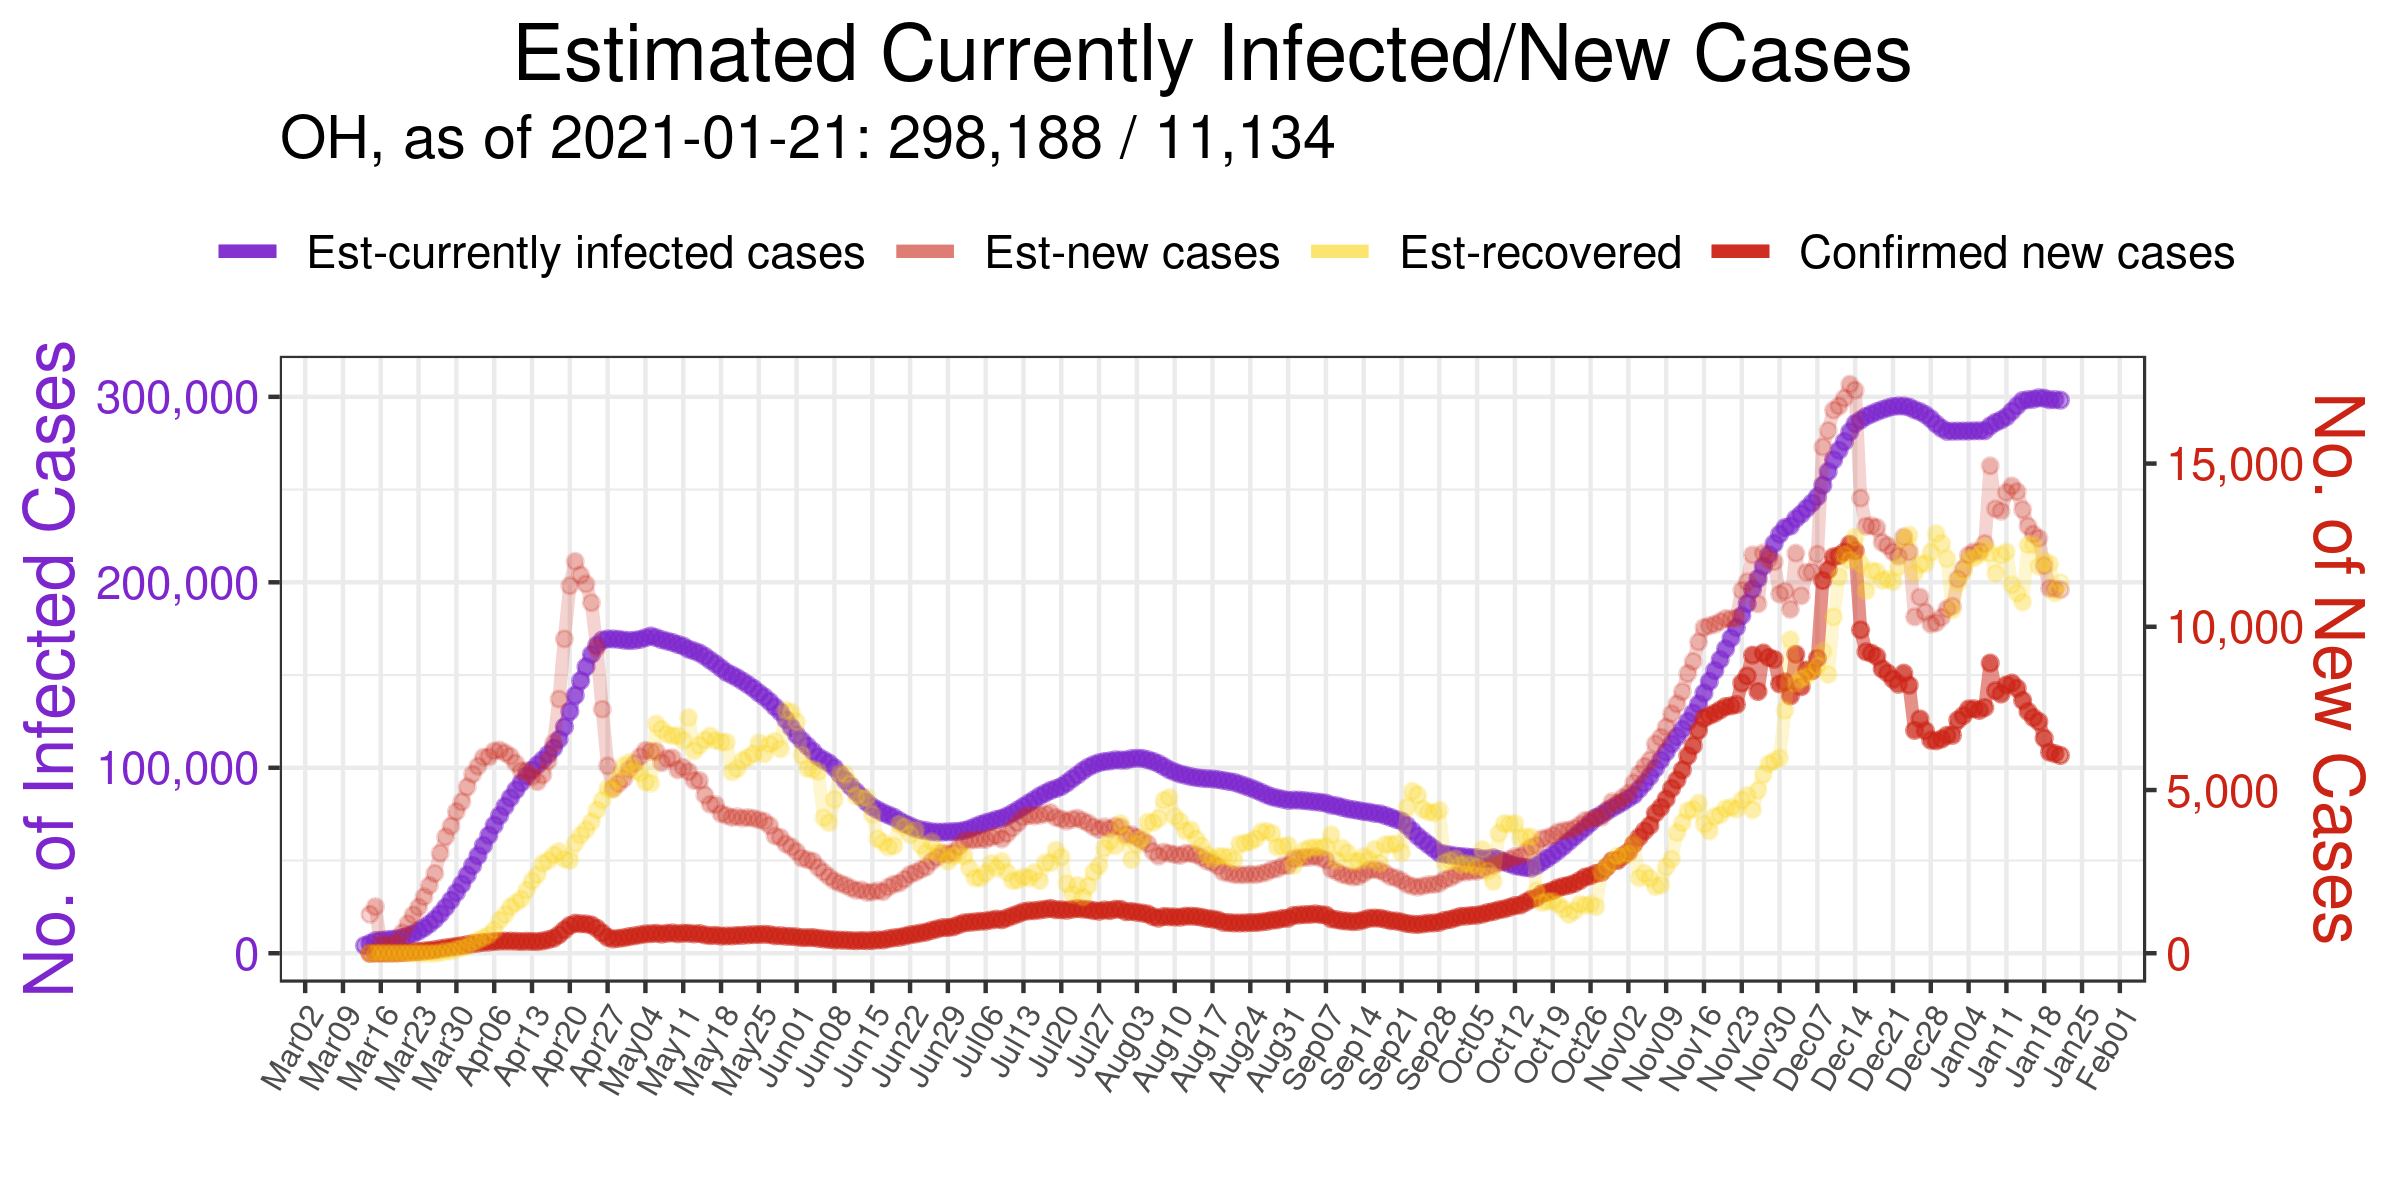 Estimated Currently Infected/New Cases
OH, as of 2021-01-21: 298,188 / 11,134
Est-currently infected cases Est-new cases Est-recovered Confirmed new cases
No. of Infected Cases
300,000
200,000
100,000
0
15,000
10,000
5,000
0
No. of New Cases
Mar02 Mar09 Mar16 Mar23 Mar30 Apr06 Apr13 Apr20 Apr27 May04 May11 May18 May25 Jun01 Jun08 Jun15 Jun22 Jun29 Jul06 Jul13 Jul20 Jul27 Aug03 Aug10 Aug17 Aug24 Aug31 Sep07 Sep14 Sep21 Sep28 Oct05 Oct12 Oct19 Oct26 Nov02 Nov09 Nov16 Nov23 Nov30 Dec07 Dec14 Dec21 Dec28 Jan04 Jan11 Jan18 Jan25 Feb01